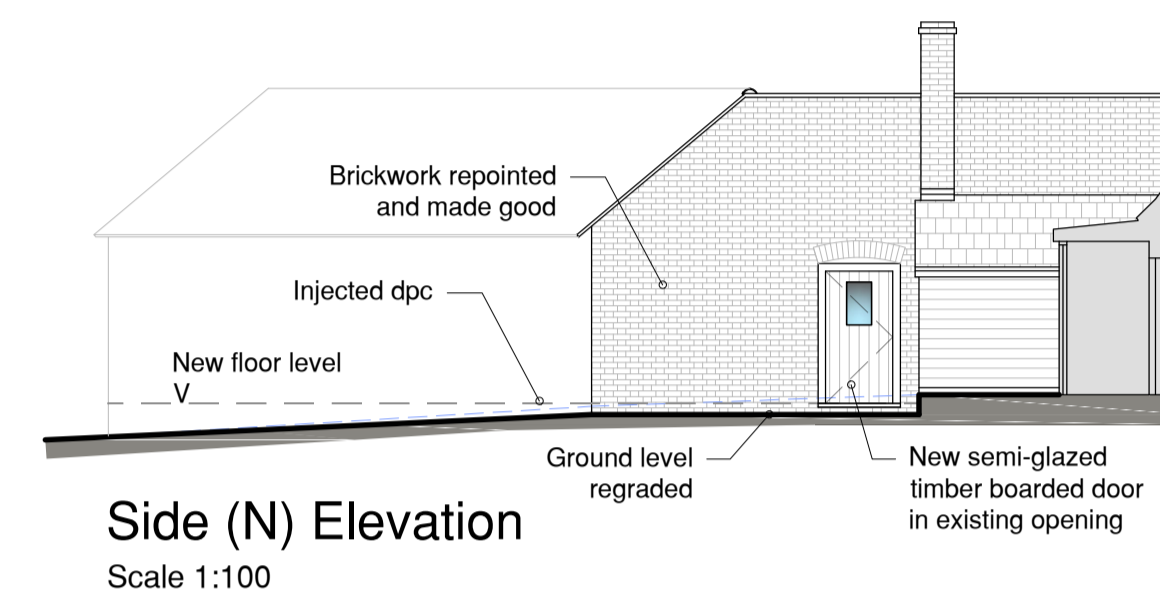 Brickwork repointed
and made good
Injected dpc
New floor level
V
Ground level
regraded
New semi-glazed
timber boarded door
in existing opening
Side (N) Elevation
Scale 1:100